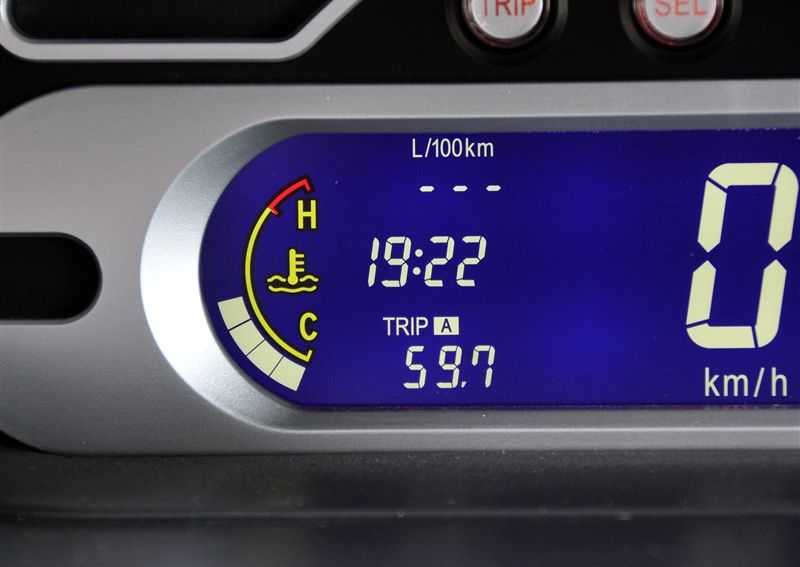 TRIP SEL
L/100km
---
H
19:22
C
TRIP A
59.7
0
km/h